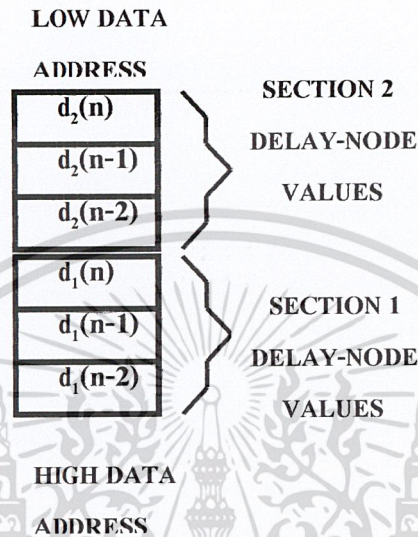 LOW DATA
ADDRESS
d₂(n)
d₂(n-1)
d₂(n-2)
SECTION 2
DELAY-NODE
VALUES
d₁(n)
d₁(n-1)
d₁(n-2)
SECTION 1
DELAY-NODE
VALUES
HIGH DATA
ADDRESS